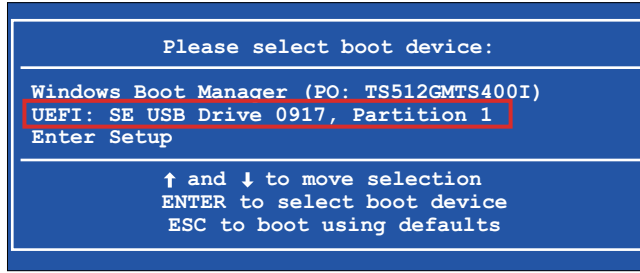 Please select boot device:
Windows Boot Manager (PO: TS512GMTS400I)
UEFI: SE USB Drive 0917, Partition 1
Enter Setup
↑ and ↓ to move selection
ENTER to select boot device
ESC to boot using defaults